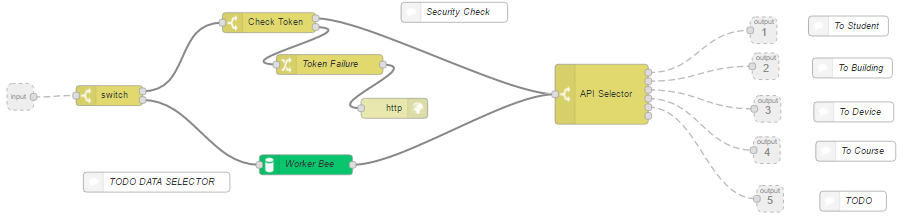 Security Check
Check Token
output
1
To Student
Token Failure
output
2
To Building
input
switch
API Selector
http
output
3
To Device
output
4
To Course
Worker Bee
TODO DATA SELECTOR
output
5
TODO